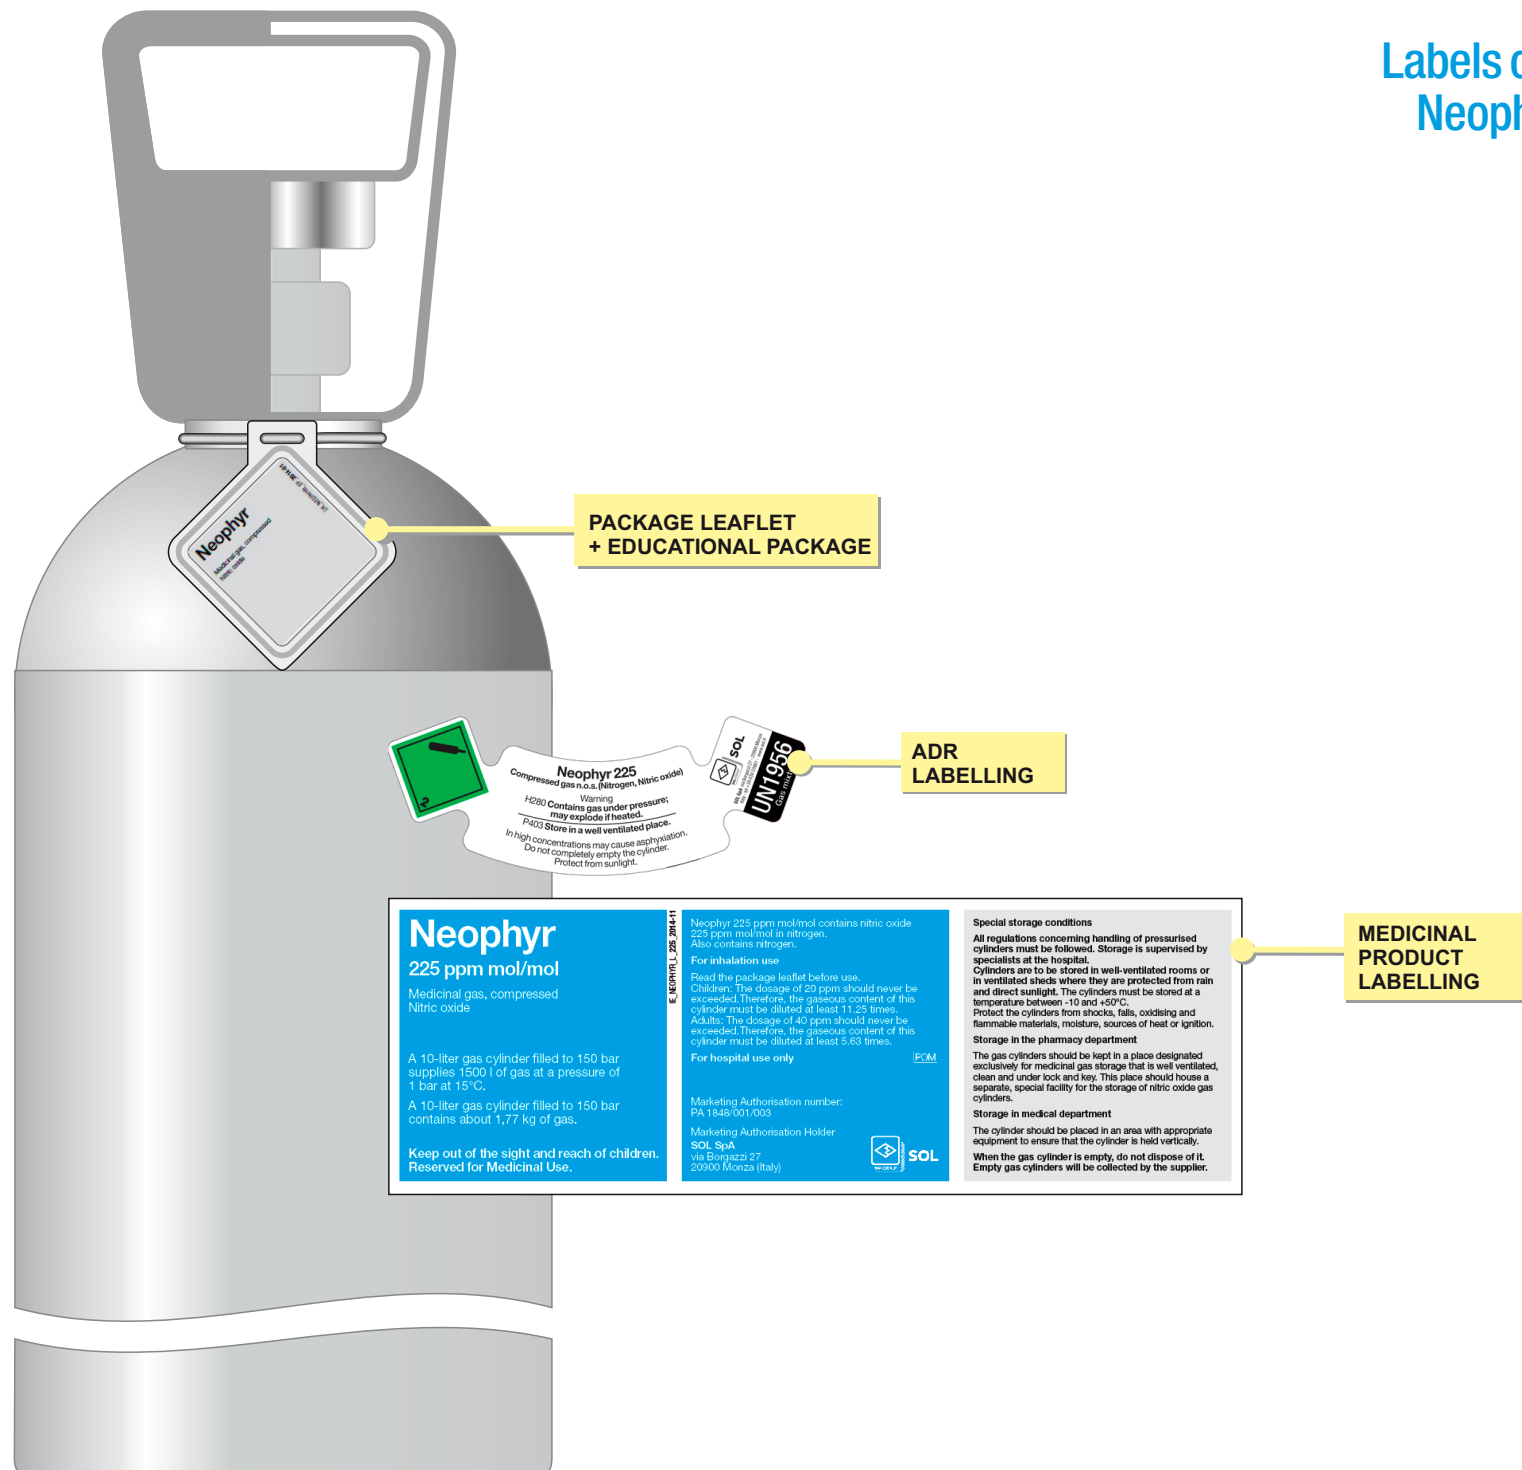 Labels
Neoph
Neophyr
Medicinal gas, compressed
Nitric oxide
PACKAGE LEAFLET
+ EDUCATIONAL PACKAGE
2
Neophyr 225
Compressed gas n.o.s. (Nitrogen, Nitric oxide)
Warning
H280 Contains gas under pressure;
may explode if heated.
P403 Store in a well ventilated place.
In high concentrations may cause asphyxiation.
Do not completely empty the cylinder.
Protect from sunlight.
SOL
UN1956
Gas
ADR
LABELLING
Neophyr
225 ppm mol/mol
Medicinal gas, compressed
Nitric oxide
A 10-liter gas cylinder filled to 150 bar
supplies 1500 l of gas at a pressure of
1 bar at 15°C.
A 10-liter gas cylinder filled to 150 bar
contains about 1,77 kg of gas.
Keep out of the sight and reach of children.
Reserved for Medicinal Use.
IE_NEOPHYR_L_225_2014-11
Neophyr 225 ppm mol/mol contains nitric oxide
225 ppm mol/mol in nitrogen.
Also contains nitrogen.
For inhalation use
Read the package leaflet before use.
Children: The dosage of 20 ppm should never be
exceeded.Therefore, the gaseous content of this
cylinder must be diluted at least 11.25 times.
Adults: The dosage of 40 ppm should never be
exceeded.Therefore, the gaseous content of this
cylinder must be diluted at least 5.63 times.
For hospital use only
POM
Marketing Authorisation number:
PA 1848/001/003
Marketing Authorisation Holder
SOL SpA
via Borgazzi 27
20900 Monza (Italy)
SOL
Special storage conditions
All regulations concerning handling of pressurised
cylinders must be followed. Storage is supervised by
specialists at the hospital.
Cylinders are to be stored in well-ventilated rooms or
in ventilated sheds where they are protected from rain
and direct sunlight. The cylinders must be stored at a
temperature between -10 and +50°C.
Protect the cylinders from shocks, falls, oxidising and
flammable materials, moisture, sources of heat or ignition.
Storage in the pharmacy department
The gas cylinders should be kept in a place designated
exclusively for medicinal gas storage that is well ventilated,
clean and under lock and key. This place should house a
separate, special facility for the storage of nitric oxide gas
cylinders.
Storage in medical department
The cylinder should be placed in an area with appropriate
equipment to ensure that the cylinder is held vertically.
When the gas cylinder is empty, do not dispose of it.
Empty gas cylinders will be collected by the supplier.
MEDICINAL
PRODUCT
LABELLING